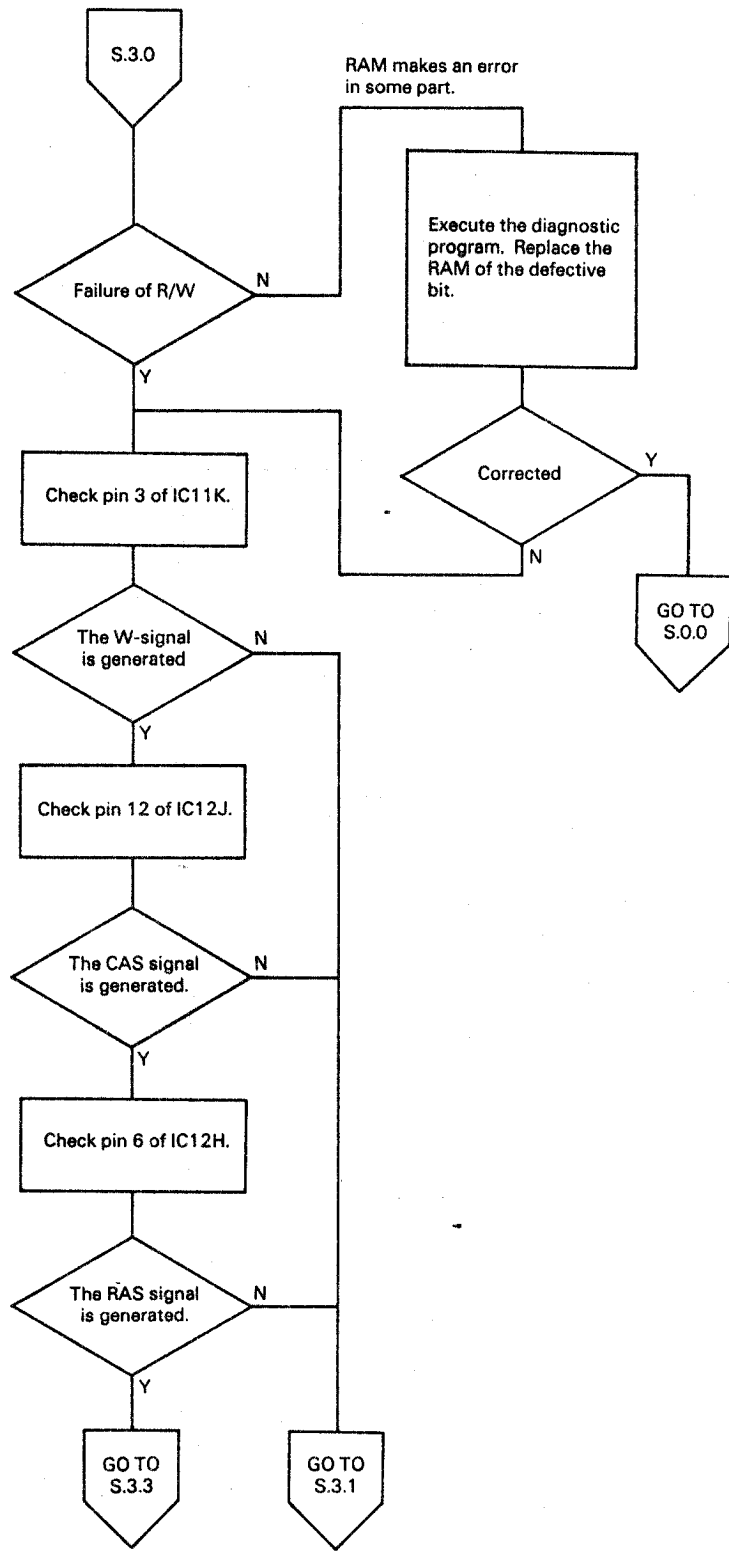 S.3.0
RAM makes an error
in some part.
Execute the diagnostic
program. Replace the
RAM of the defective
bit.
Failure of R/W
N
Y
Corrected
Y
N
Check pin 3 of IC11K.
GO TO
S.0.0
The W-signal
is generated
N
Y
Check pin 12 of IC12J.
The CAS signal
is generated.
N
Y
Check pin 6 of IC12H.
The RAS signal
is generated.
N
Y
GO TO
S.3.3
GO TO
S.3.1